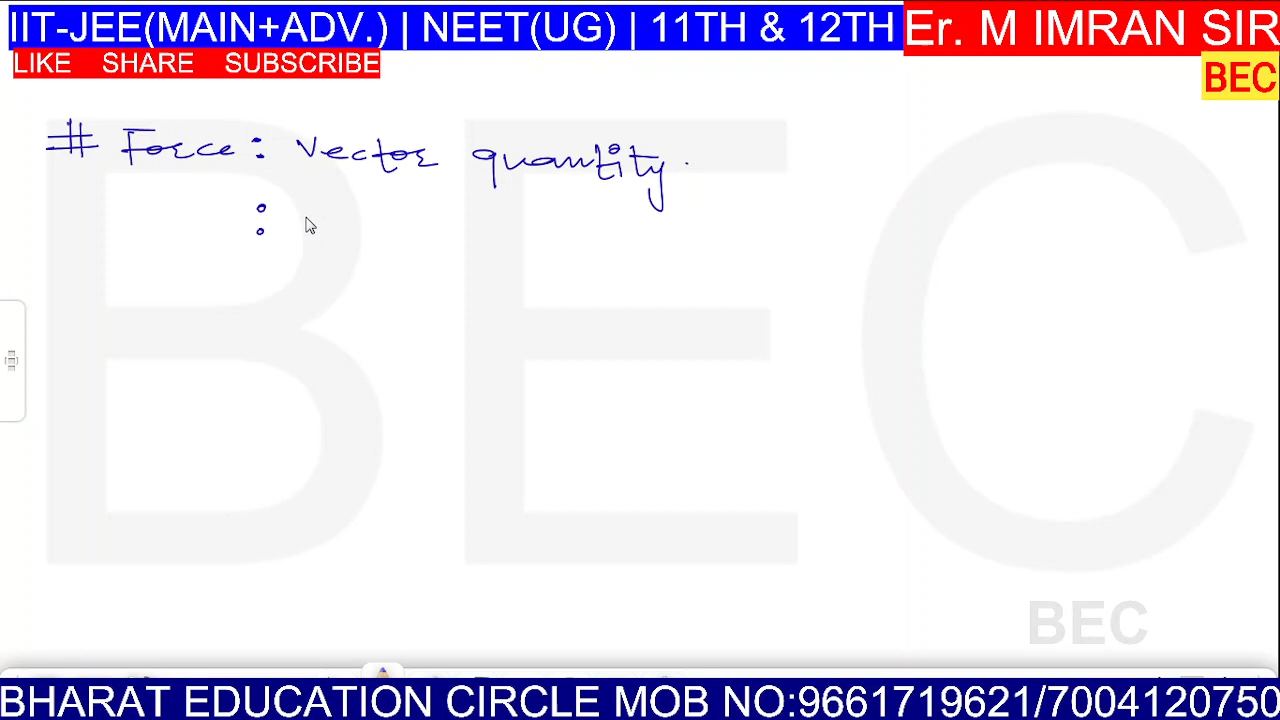 IIT-JEE(MAIN+ADV.) | NEET(UG) | 11TH & 12TH Er. M IMRAN SIR
LIKE SHARE SUBSCRIBE
BEC
# Force : Vector quantity.
:
BEC
BEC
BHARAT EDUCATION CIRCLE MOB NO:9661719621/7004120750